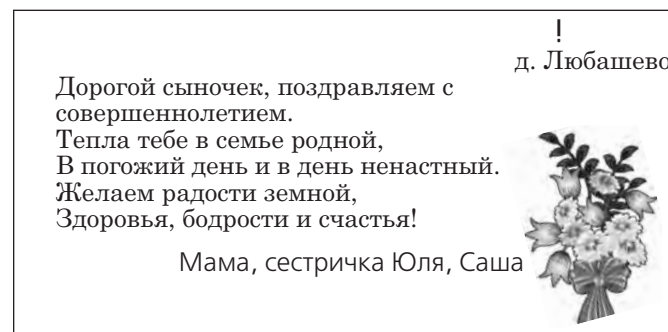 !
д. Любашево
Дорогой сыночек, поздравляем с
совершеннолетием.
Тепла тебе в семье родной,
В погожий день и в день ненастный.
Желаем радости земной,
Здоровья, бодрости и счастья!
Мама, сестричка Юля, Саша